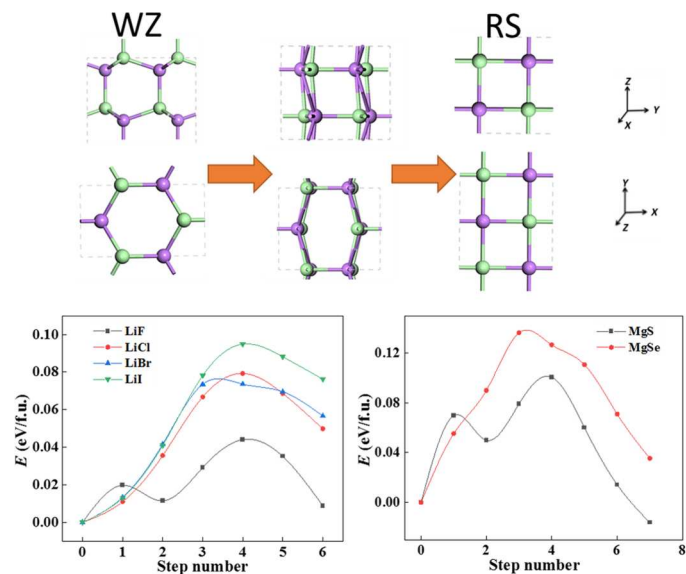 WZ
RS
Z
Y
X
Y
X
Z
0.10
0.08
0.06
0.04
0.02
0.00
E (eV/f.u.)
LiF
LiCl
LiBr
LiI
0 1 2 3 4 5 6
Step number
0.12
0.08
0.04
0.00
E (eV/f.u.)
MgS
MgSe
0 2 4 6 8
Step number